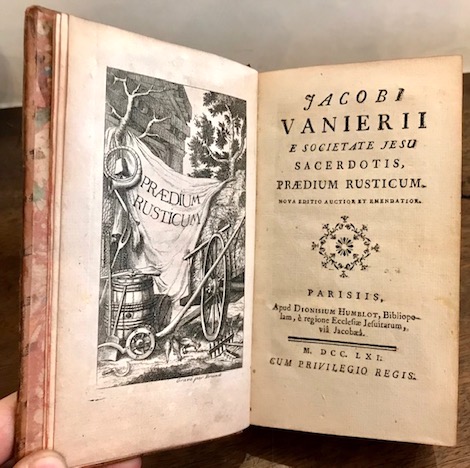 PRÆDIUM
RUSTICUM
JACOBI
VANIERII
E SOCIETATE JESU
SACERDOTIS,
PRÆDIUM RUSTICUM.
NOVA EDITIO AUCTIOR ET EMENDATIOR.
PARISIIS,
Apud DIONISIUM HUMBLOT, Bibliopo-
lam, è regione Ecclesiæ Jesuitarum,
viâ Jacobæâ.
M. DCC. LXI.
CUM PRIVILEGIO REGIS.